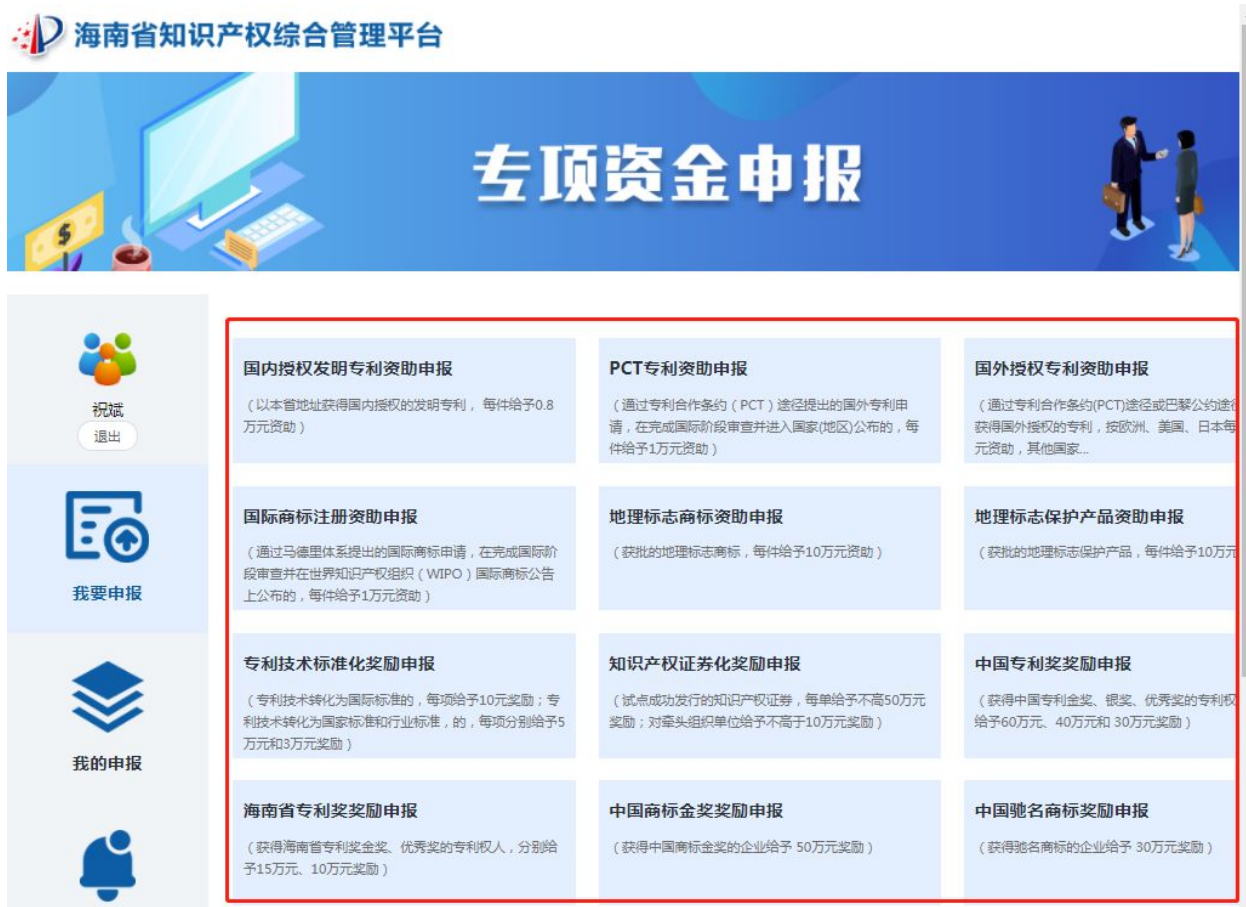 海南省知识产权综合管理平台
专项资金申报
$
祝斌
退出
我要申报
我的申报
国内授权发明专利资助申报
（以本省地址获得国内授权的发明专利， 每件给予0.8
万元资助）
PCT专利资助申报
（通过专利合作条约（PCT）途径提出的国外专利申
请，在完成国际阶段审查并进入国家(地区)公布的，每
件给予1万元资助）
国外授权专利资助申报
（通过专利合作条约(PCT)途径或巴黎公约途径
获得国外授权的专利，按欧洲、美国、日本每
元资助，其他国家...
国际商标注册资助申报
（通过马德里体系提出的国际商标申请，在完成国际阶
段审查并在世界知识产权组织（WIPO）国际商标公告
上公布的，每件给予1万元资助）
地理标志商标资助申报
（获批的地理标志商标，每件给予10万元资助）
地理标志保护产品资助申报
（获批的地理标志保护产品，每件给予10万元
专利技术标准化奖励申报
（专利技术转化为国际标准的，每项给予10元奖励；专
利技术转化为国家标准和行业标准，的，每项分别给予5
万元和3万元奖励）
知识产权证券化奖励申报
（试点成功发行的知识产权证券，每单给予不高50万元
奖励；对牵头组织单位给予不高于10万元奖励）
中国专利奖奖励申报
（获得中国专利金奖、银奖、优秀奖的专利权
给予60万元、40万元和 30万元奖励）
海南省专利奖奖励申报
（获得海南省专利奖金奖、优秀奖的专利权人，分别给
予15万元、10万元奖励）
中国商标金奖奖励申报
（获得中国商标金奖的企业给予 50万元奖励）
中国驰名商标奖励申报
（获得驰名商标的企业给予 30万元奖励）